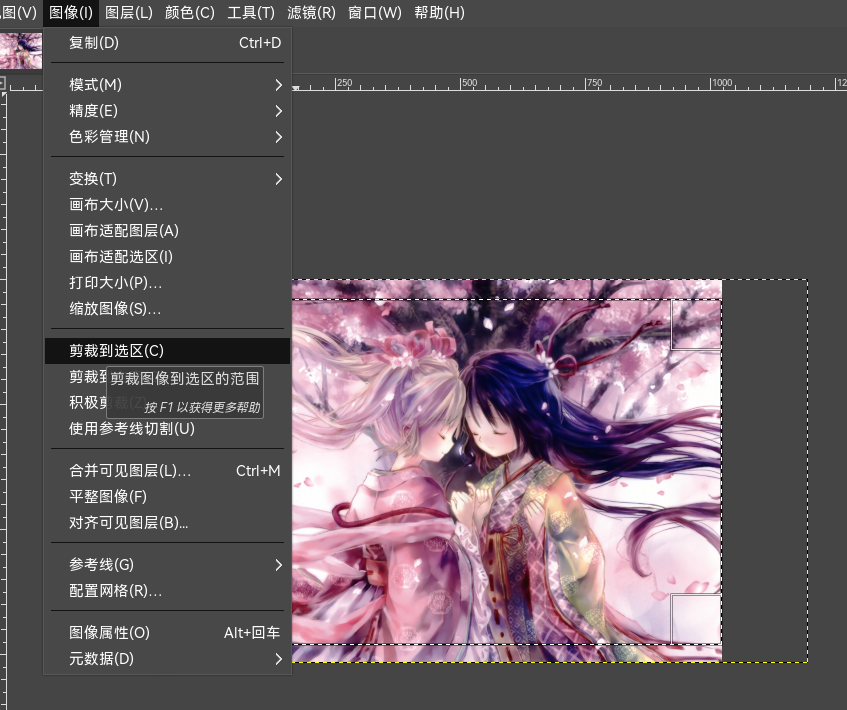 图(V) 图像(I) 图层(L) 颜色(C) 工具(T) 滤镜(R) 窗口(W) 帮助(H)
复制(D) Ctrl+D
250 500 750 1000 12
模式(M)
精度(E)
色彩管理(N)
变换(T)
画布大小(V)...
画布适配图层(A)
画布适配选区(I)
打印大小(P)...
缩放图像(S)...
剪裁到选区(C)
剪裁到
剪裁图像到选区的范围
积极剪裁(Z)
按 F1 以获得更多帮助
使用参考线切割(U)
合并可见图层(L)... Ctrl+M
平整图像(F)
对齐可见图层(B)...
参考线(G)
配置网格(R)...
图像属性(O) Alt+回车
元数据(D)